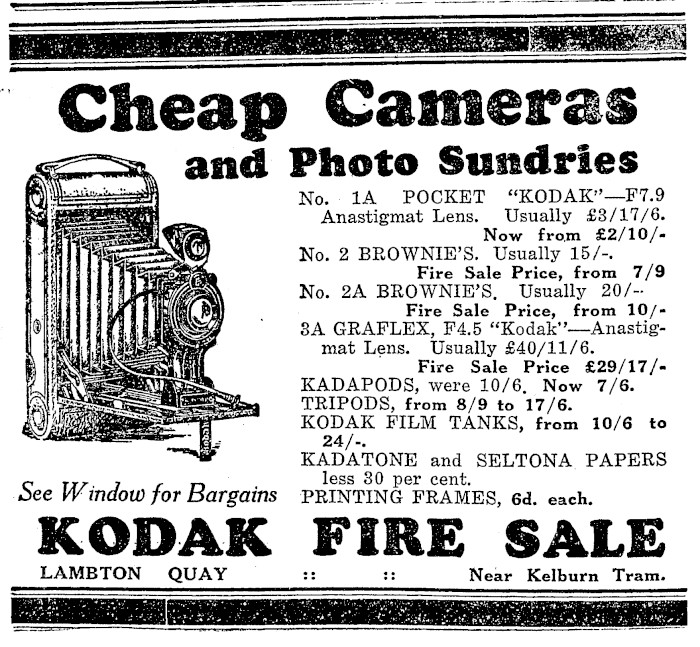 Cheap Cameras
and Photo Sundries
No. 1A POCKET "KODAK"—F7.9
Anastigmat Lens. Usually £3/17/6.
Now from £2/10/-
No. 2 BROWNIE'S. Usually 15/-.
Fire Sale Price, from 7/9
No. 2A BROWNIE'S. Usually 20/-
Fire Sale Price, from 10/-
3A GRAFLEX, F4.5 "Kodak"—Anastig-
mat Lens. Usually £40/11/6.
Fire Sale Price £29/17/-
KADAPODS, were 10/6. Now 7/6.
TRIPODS, from 8/9 to 17/6.
KODAK FILM TANKS, from 10/6 to
24/-.
KADATONE and SELTONA PAPERS
less 30 per cent.
PRINTING FRAMES, 6d. each.
See Window for Bargains
KODAK FIRE SALE
LAMBTON QUAY :: :: Near Kelburn Tram.